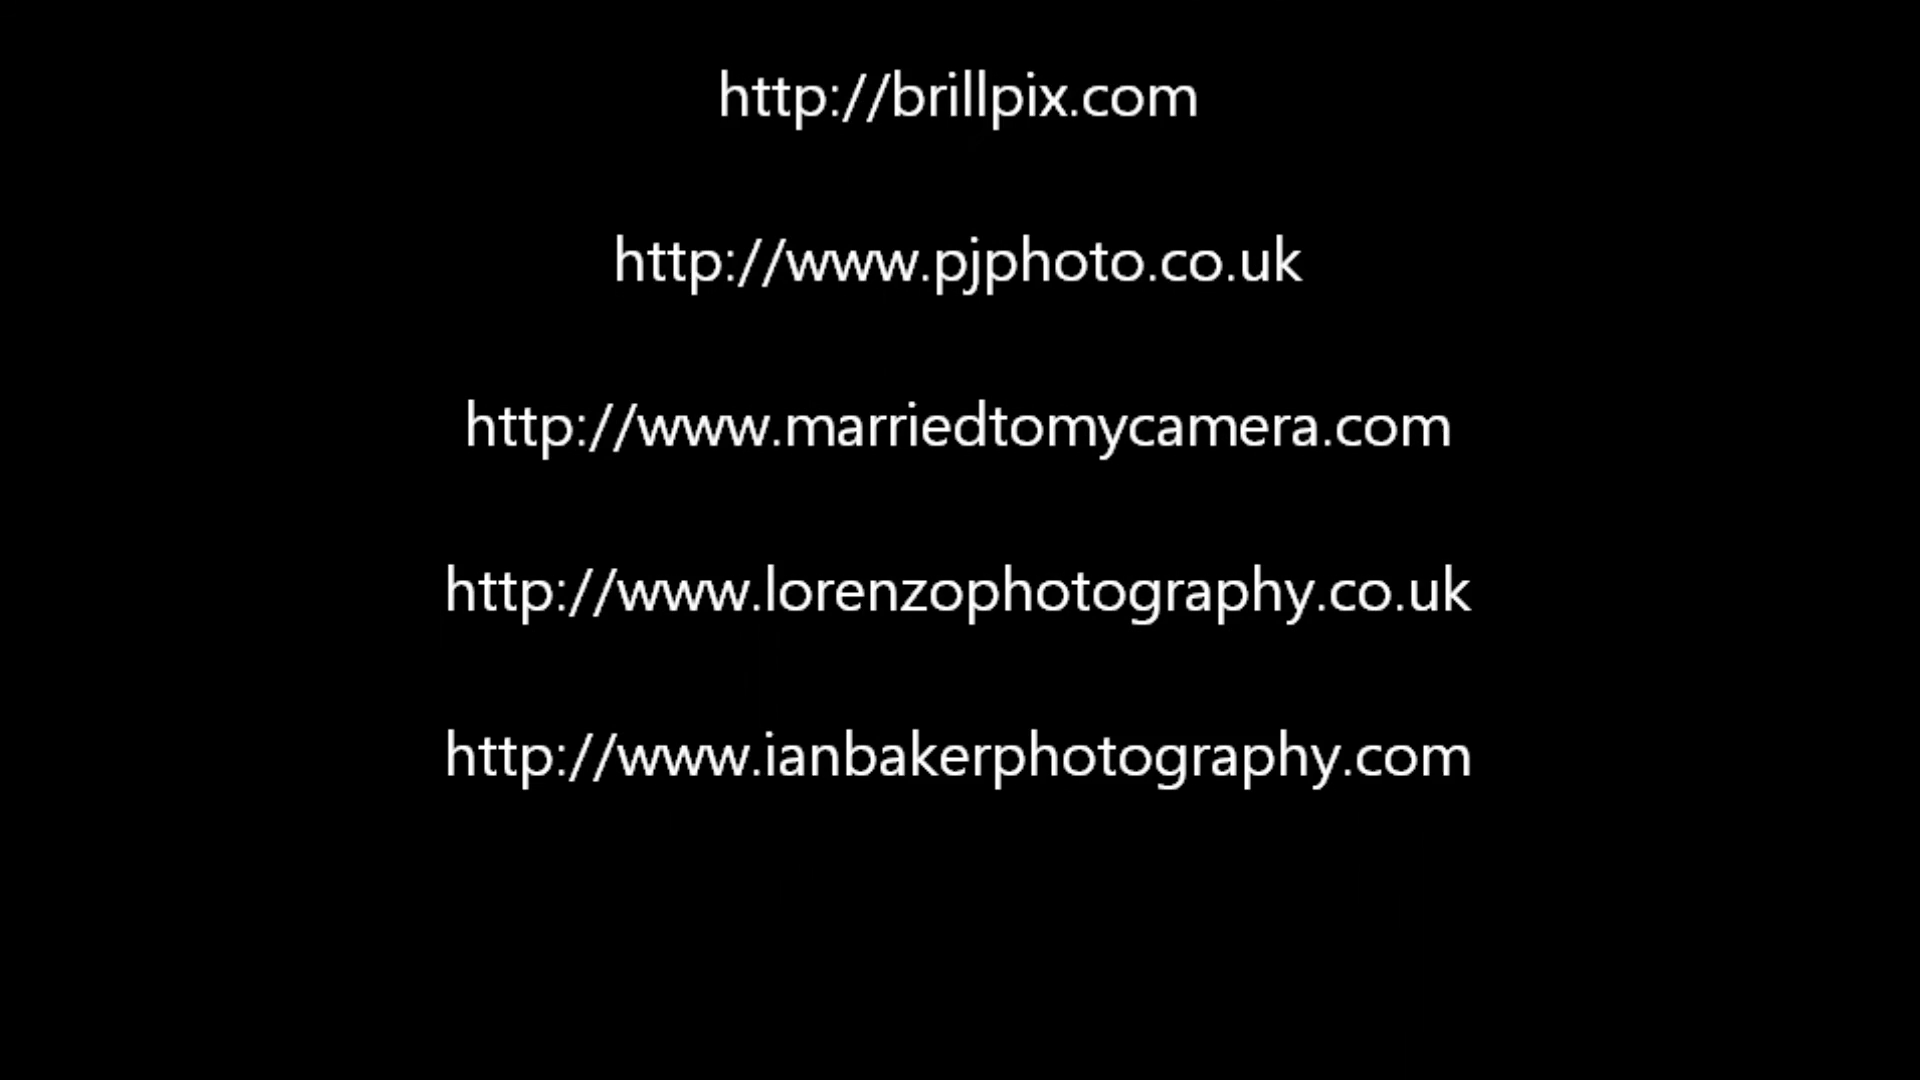 http://brillpix.com
http://www.pjphoto.co.uk
http://www.marriedtomycamera.com
http://www.lorenzophotography.co.uk
http://www.ianbakerphotography.com